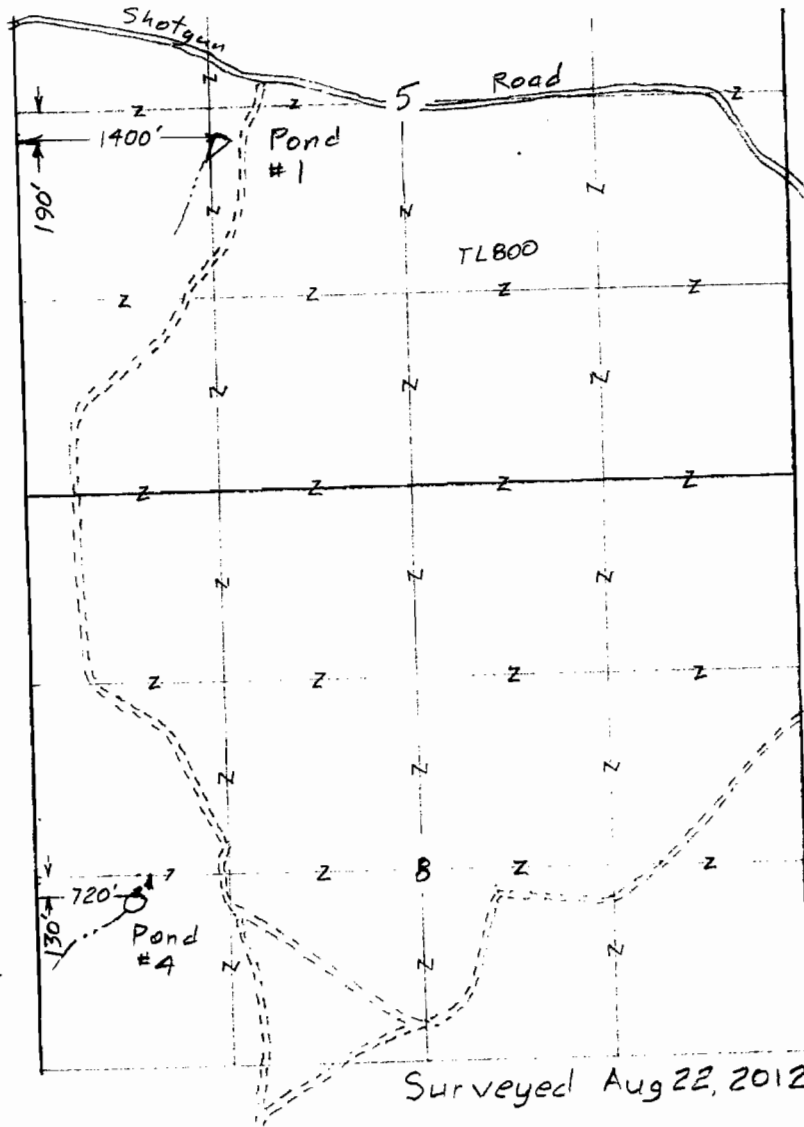 Shotgun
Road
5
1400'
Pond
#1
190'
TL800
8
720'
130'
Pond
#4
Surveyed Aug 22, 2012